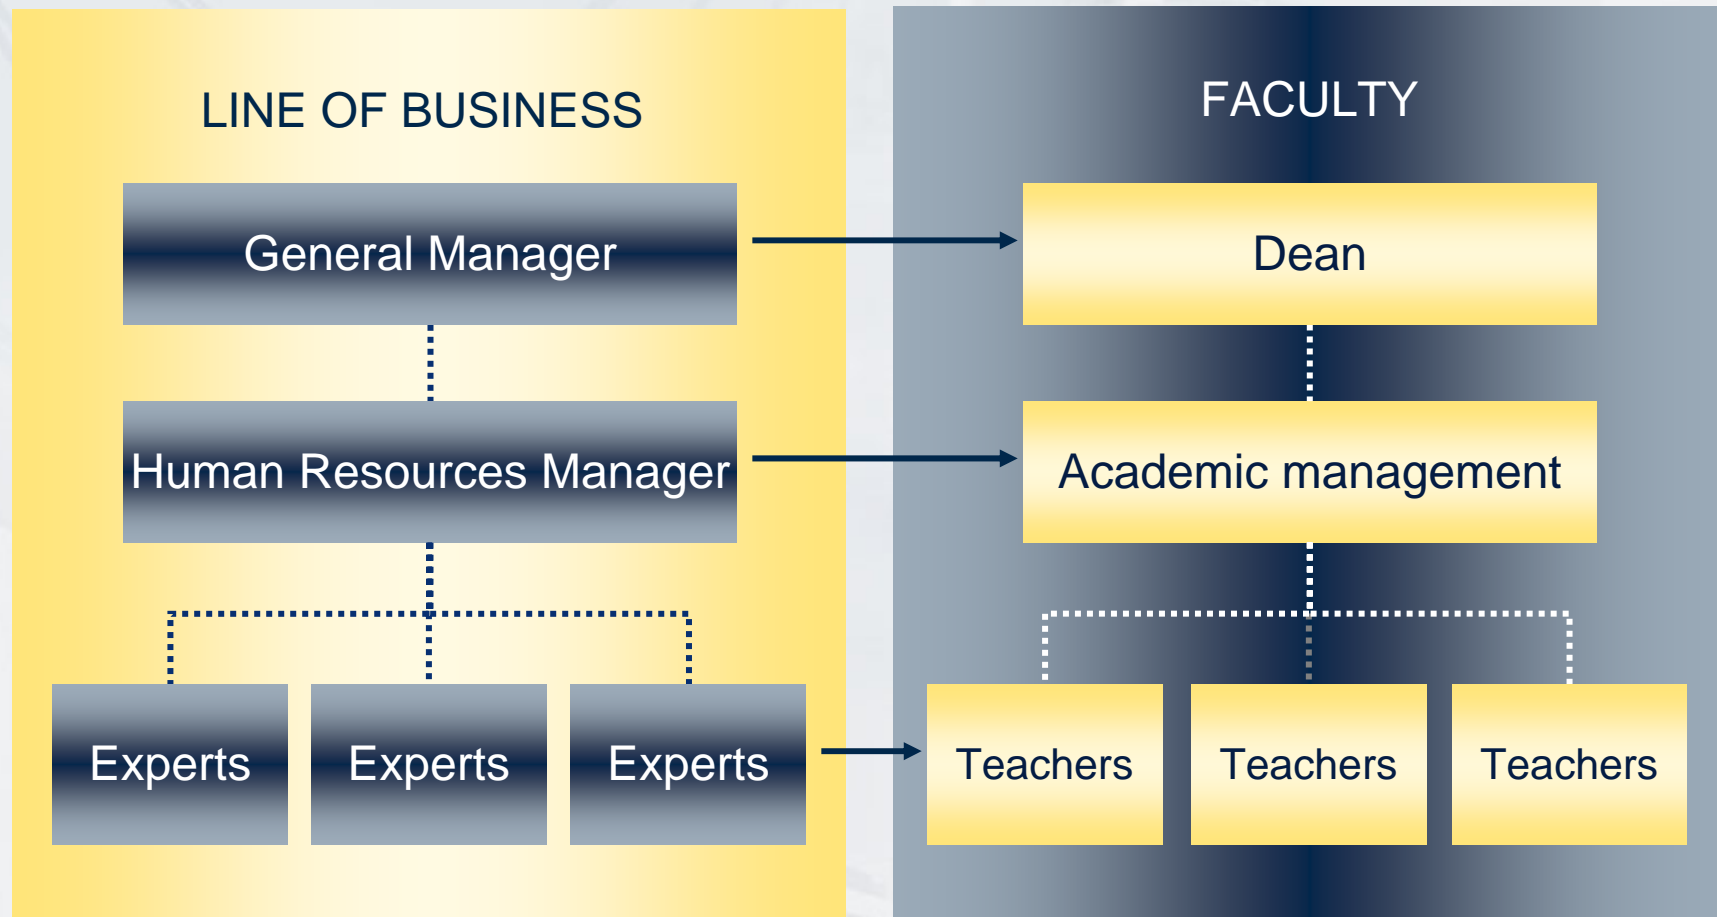 LINE OF BUSINESS
General Manager
Human Resources Manager
Experts
Experts
Experts
FACULTY
Dean
Academic management
Teachers
Teachers
Teachers